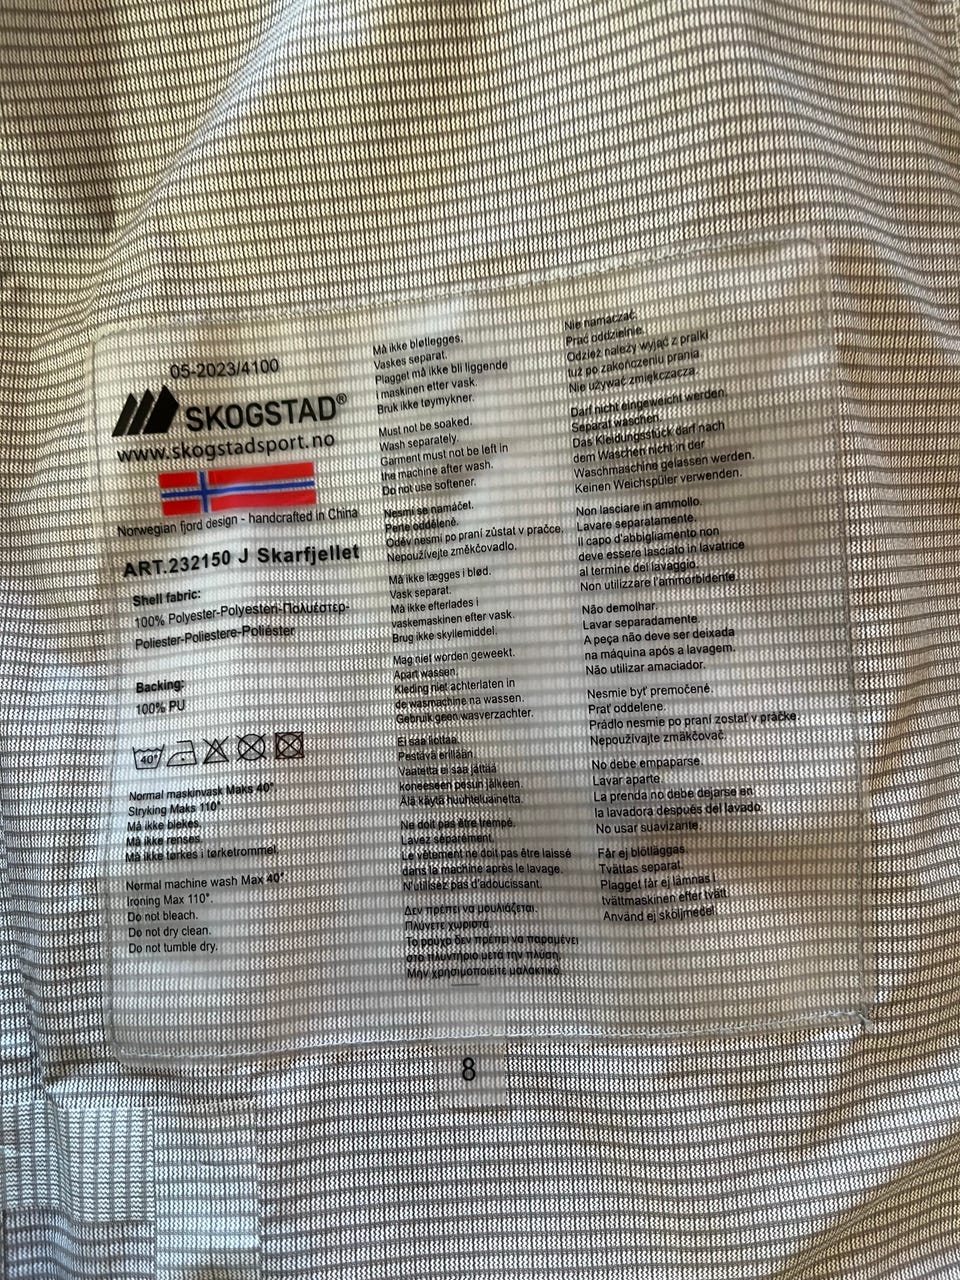 05-2023/4100
SKOGSTAD®
www.skogstadsport.no
Norwegian fjord design - handcrafted in China
ART.232150 J Skarfjellet
Shell fabric:
100% Polyester-Polyesteri-Πολυέστερ-
Poliester-Poliestere-Poliéster
Backing:
100% PU
40°
Normal maskinvask Maks 40°
Stryking Maks 110°
Må ikke blekes.
Må ikke renses.
Må ikke tørkes i tørketrommel.
Normal machine wash Max 40°.
Ironing Max 110°.
Do not bleach.
Do not dry clean.
Do not tumble dry.
Må ikke bløtlegges.
Vaskes separat.
Plagget må ikke bli liggende
i maskinen etter vask.
Bruk ikke tøymykner.
Must not be soaked.
Wash separately.
Garment must not be left in
the machine after wash.
Do not use softener.
Nesmí se namáčet.
Perte odděleně.
Oděv nesmí po praní zůstat v pračce.
Nepoužívejte změkčovadlo.
Må ikke lægges i blød.
Vask separat.
Må ikke efterlades i
vaskemaskinen efter vask.
Brug ikke skyllemiddel.
Mag niet worden geweekt.
Apart wassen.
Kleding niet achterlaten in
de wasmachine na wassen.
Gebruik geen wasverzachter.
Ei saa liottaa.
Pestävä erillään.
Vaatetta ei saa jättää
koneeseen pesun jälkeen.
Älä käytä huuhteluainetta.
Ne doit pas être trempé.
Lavez séparément.
Le vêtement ne doit pas être laissé
dans la machine après le lavage.
N'utilisez pas d'adoucissant.
Δεν πρέπει να μουλιάζεται.
Πλύνετε χωριστά.
Το ρούχο δεν πρέπει να παραμένει
στο πλυντήριο μετά την πλύση.
Μην χρησιμοποιείτε μαλακτικό.
Nie namaczać.
Prać oddzielnie.
Odzież należy wyjąć z pralki
tuż po zakończeniu prania.
Nie używać zmiękczacza.
Darf nicht eingeweicht werden.
Separat waschen.
Das Kleidungsstück darf nach
dem Waschen nicht in der
Waschmaschine gelassen werden.
Keinen Weichspüler verwenden.
Non lasciare in ammollo.
Lavare separatamente.
Il capo d'abbigliamento non
deve essere lasciato in lavatrice
al termine del lavaggio.
Non utilizzare l'ammorbidente.
Não demolhar.
Lavar separadamente.
A peça não deve ser deixada
na máquina após a lavagem.
Não utilizar amaciador.
Nesmie byť premočené.
Prať oddelene.
Prádlo nesmie po praní zostať v práčke.
Nepoužívajte zmäkčovač.
No debe empaparse.
Lavar aparte.
La prenda no debe dejarse en
la lavadora después del lavado.
No usar suavizante.
Får ej blötläggas.
Tvättas separat.
Plagget får ej lämnas i
tvättmaskinen efter tvätt.
Använd ej sköljmedel.
8